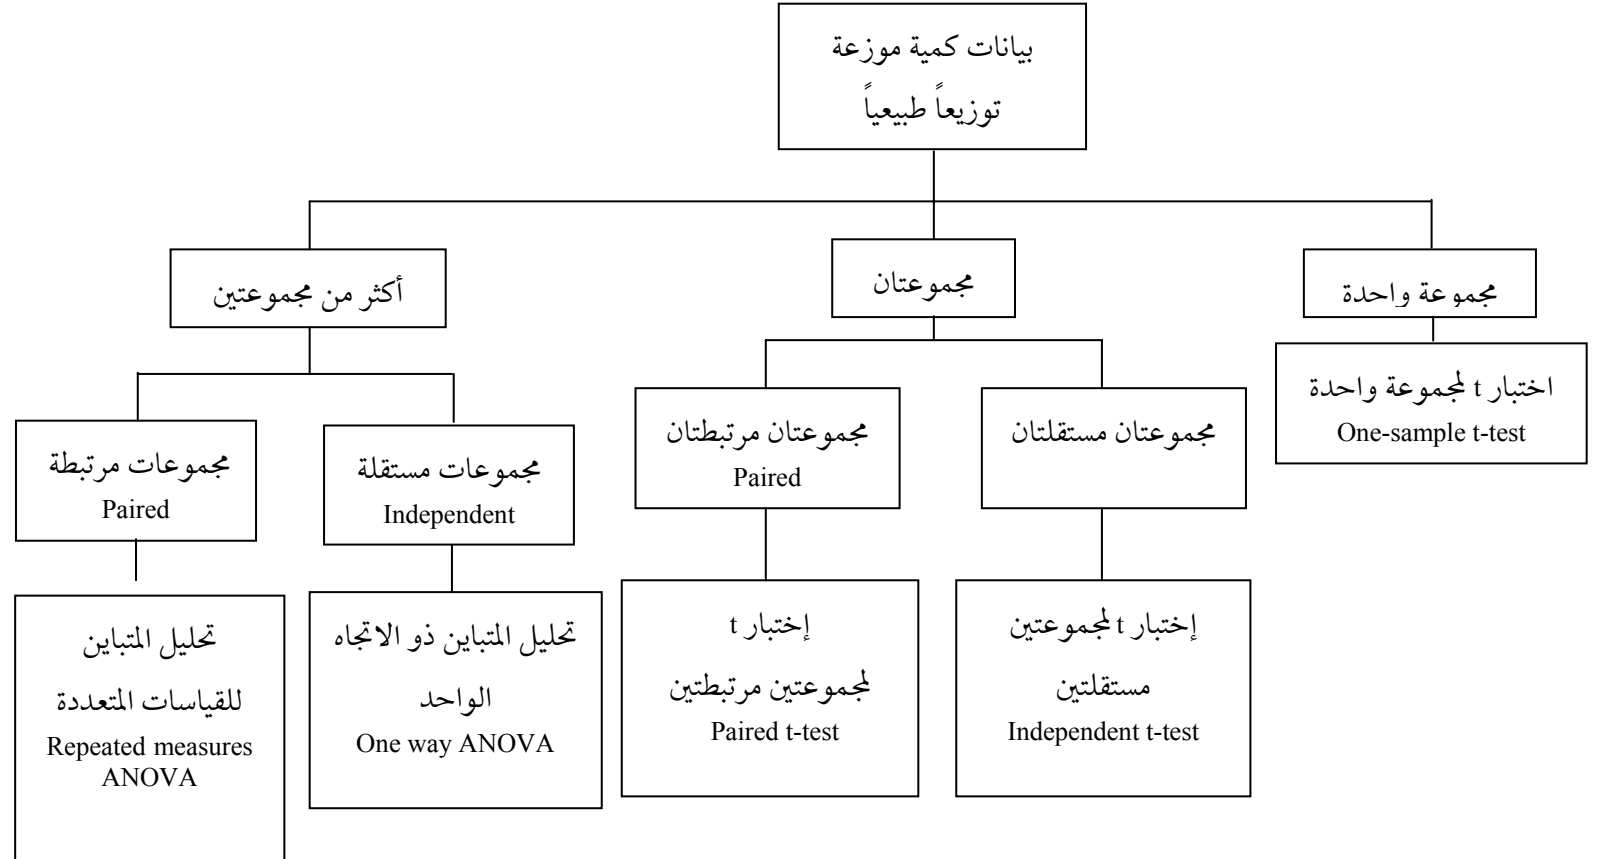 بيانات كمية موزعة
توزيعاً طبيعياً
مجموعة واحدة
مجموعتان
أكثر من مجموعتين
اختبار t لمجموعة واحدة
One-sample t-test
مجموعتان مستقلتان
مجموعتان مرتبطتان
Paired
مجموعات مستقلة
Independent
مجموعات مرتبطة
Paired
إختبار t لمجموعتين
مستقلتين
Independent t-test
إختبار t
لمجموعتين مرتبطتين
Paired t-test
تحليل المتباين ذو الاتجاه
الواحد
One way ANOVA
تحليل المتباين
للقياسات المتعددة
Repeated measures
ANOVA